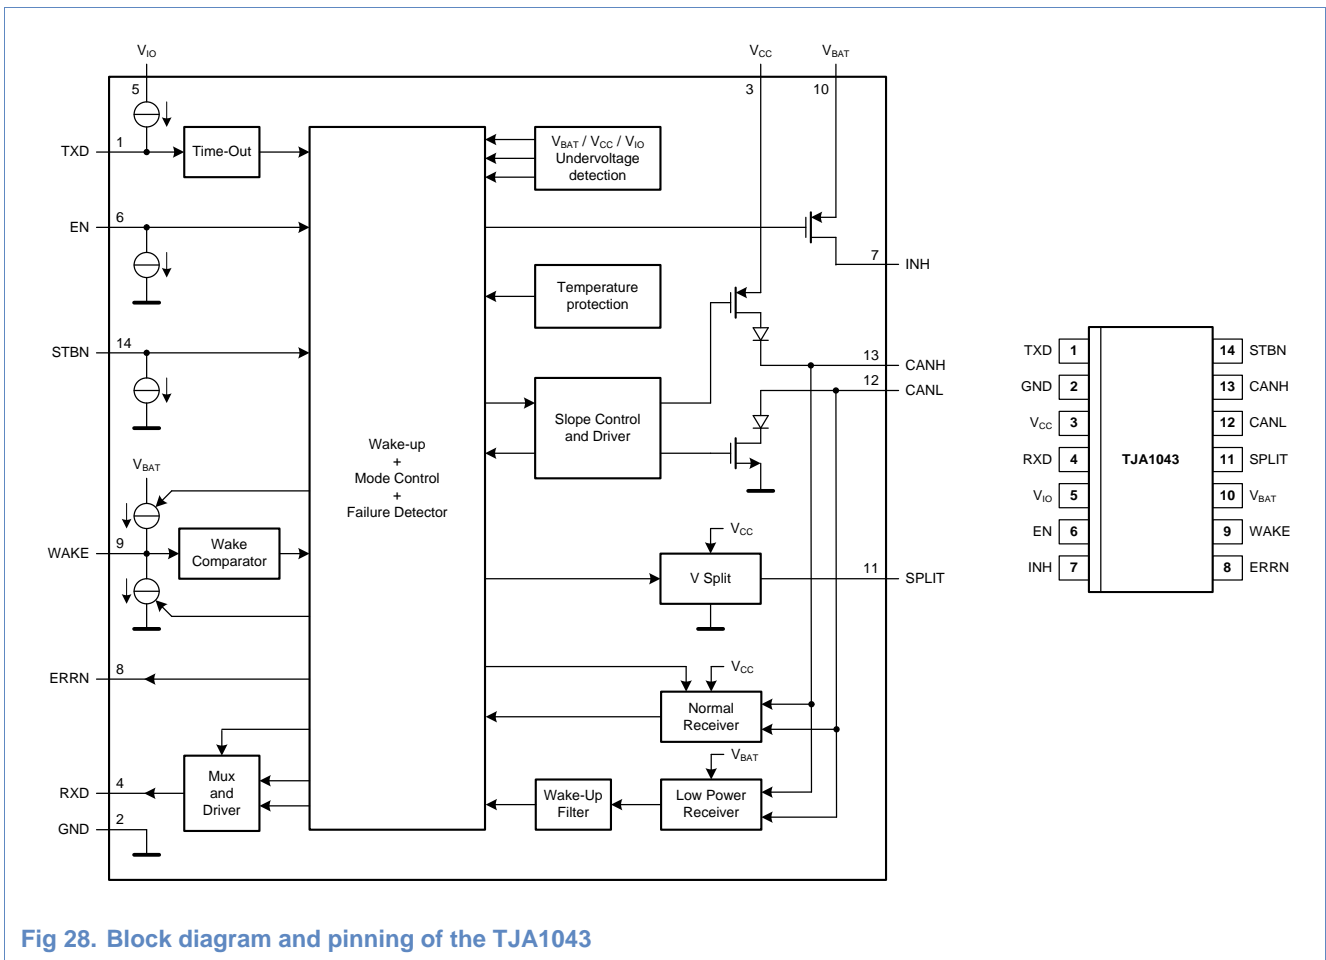 VIO
VCC
VBAT
5
3
10
TXD
1
Time-Out
VBAT / VCC / VIO
Undervoltage
detection
EN
6
7
INH
Temperature
protection
STBN
14
13
CANH
12
CANL
Slope Control
and Driver
Wake-up
+
Mode Control
+
Failure Detector
VBAT
WAKE
9
Wake
Comparator
VCC
V Split
11
SPLIT
ERRN
8
VCC
Normal
Receiver
VBAT
Mux
and
Driver
RXD
4
Wake-Up
Filter
Low Power
Receiver
GND
2
TXD 1
GND 2
VCC 3
RXD 4
VIO 5
EN 6
INH 7
TJA1043
14 STBN
13 CANH
12 CANL
11 SPLIT
10 VBAT
9 WAKE
8 ERRN
Fig 28. Block diagram and pinning of the TJA1043